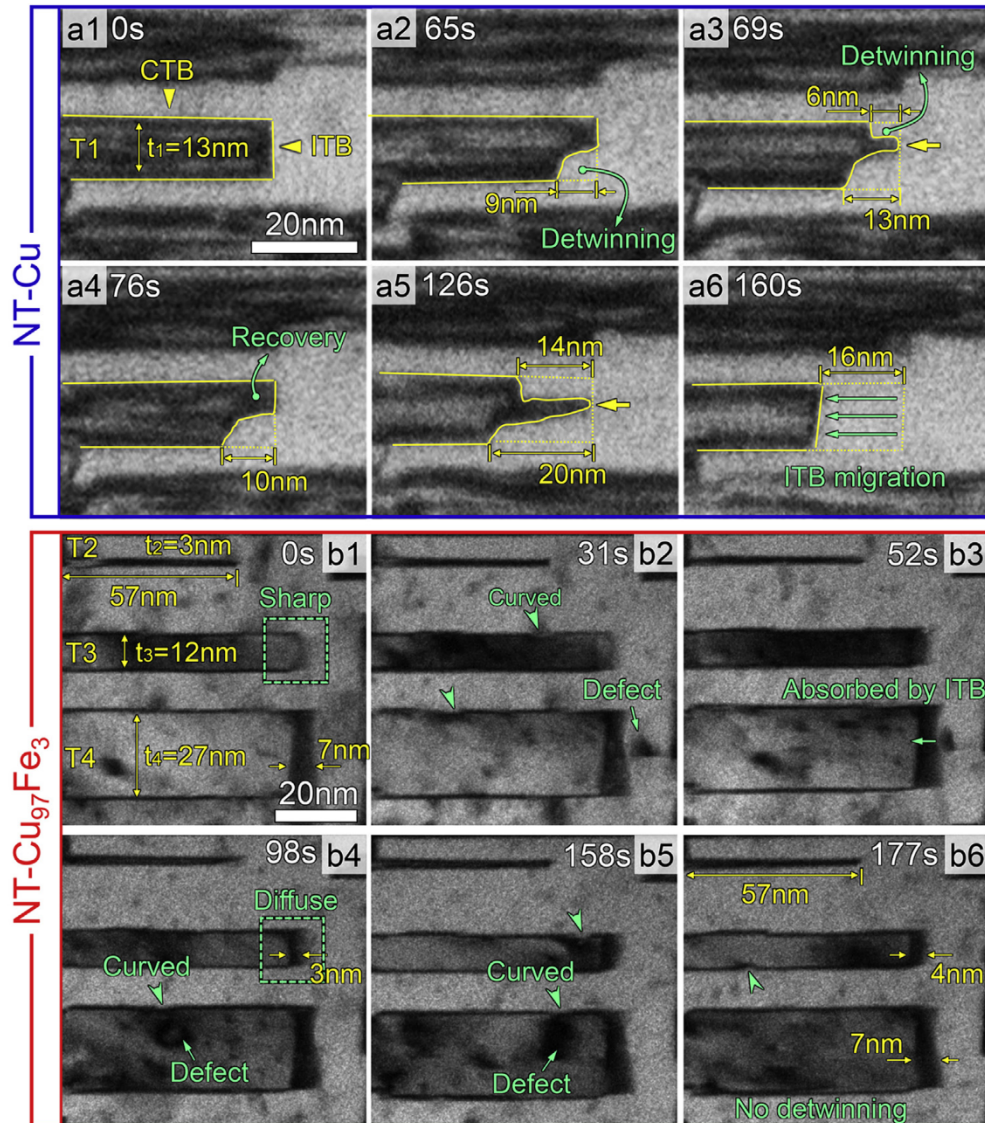 NT-Cu
a1 0s
CTB
T1
t₁=13nm
ITB
20nm
a2 65s
9nm
Detwinning
a3 69s
Detwinning
6nm
13nm
a4 76s
Recovery
10nm
a5 126s
14nm
20nm
a6 160s
16nm
ITB migration
NT-Cu₉₇Fe₃
0s b1
T2
t₂=3nm
57nm
Sharp
T3
t₃=12nm
T4
t₄=27nm
7nm
20nm
31s b2
Curved
Defect
52s b3
Absorbed by ITB
98s b4
Diffuse
3nm
Curved
Defect
158s b5
Curved
Defect
177s b6
57nm
4nm
7nm
No detwinning